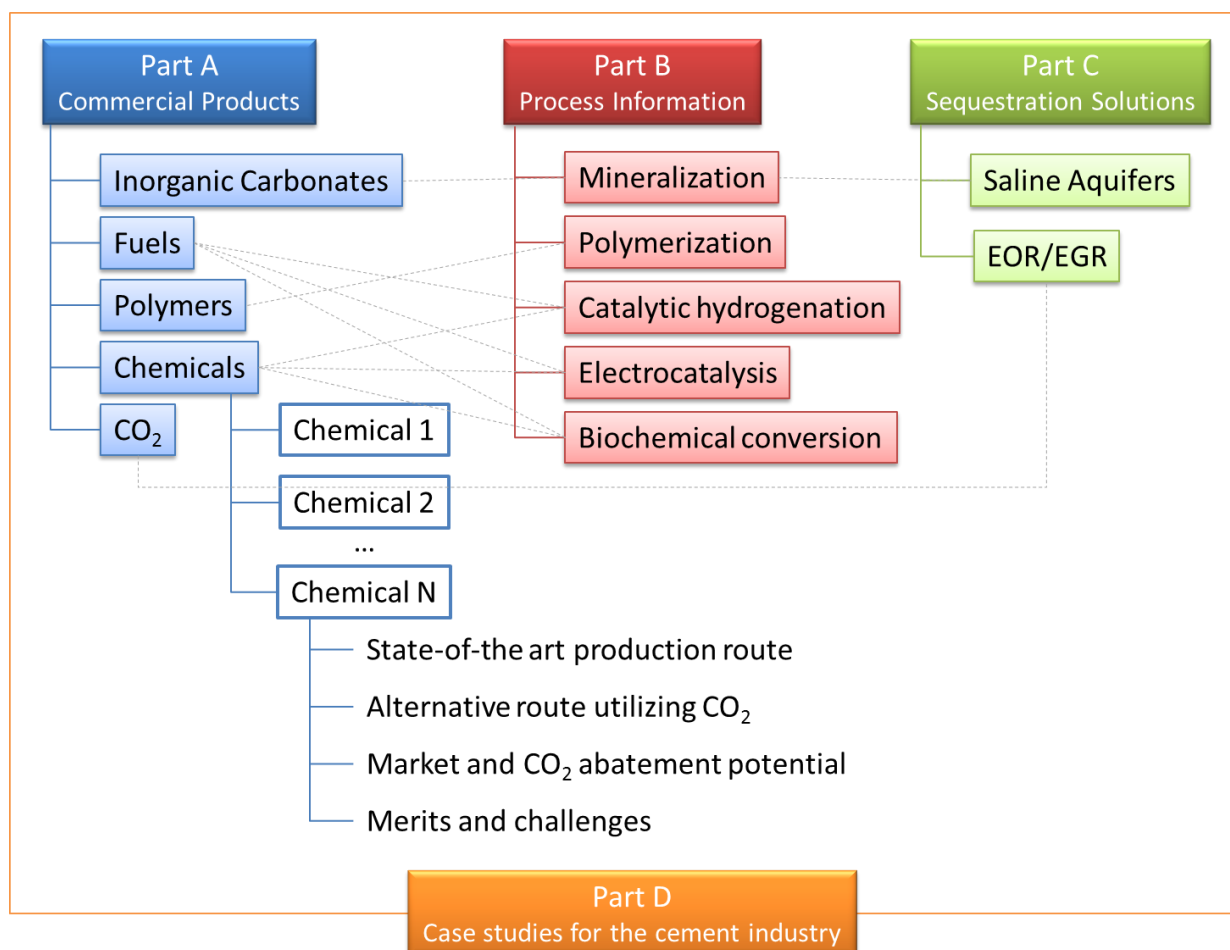 Part A
Commercial Products
Inorganic Carbonates
Fuels
Polymers
Chemicals
CO₂
Chemical 1
Chemical 2
...
Chemical N
State-of-the art production route
Alternative route utilizing CO₂
Market and CO₂ abatement potential
Merits and challenges
Part B
Process Information
Mineralization
Polymerization
Catalytic hydrogenation
Electrocatalysis
Biochemical conversion
Part C
Sequestration Solutions
Saline Aquifers
EOR/EGR
Part D
Case studies for the cement industry